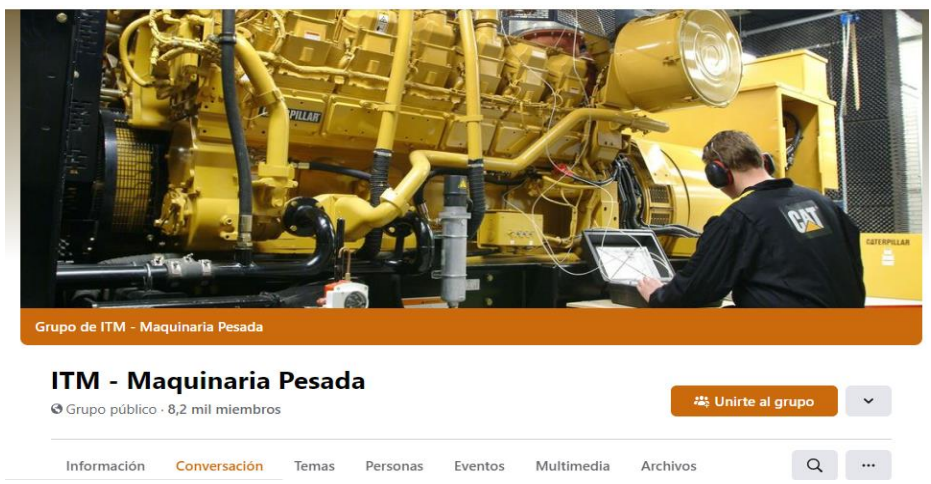 CATERPILLAR
CAT
CATERPILLAR
Grupo de ITM - Maquinaria Pesada
ITM - Maquinaria Pesada
Grupo público · 8,2 mil miembros
Unirte al grupo
Información Conversación Temas Personas Eventos Multimedia Archivos